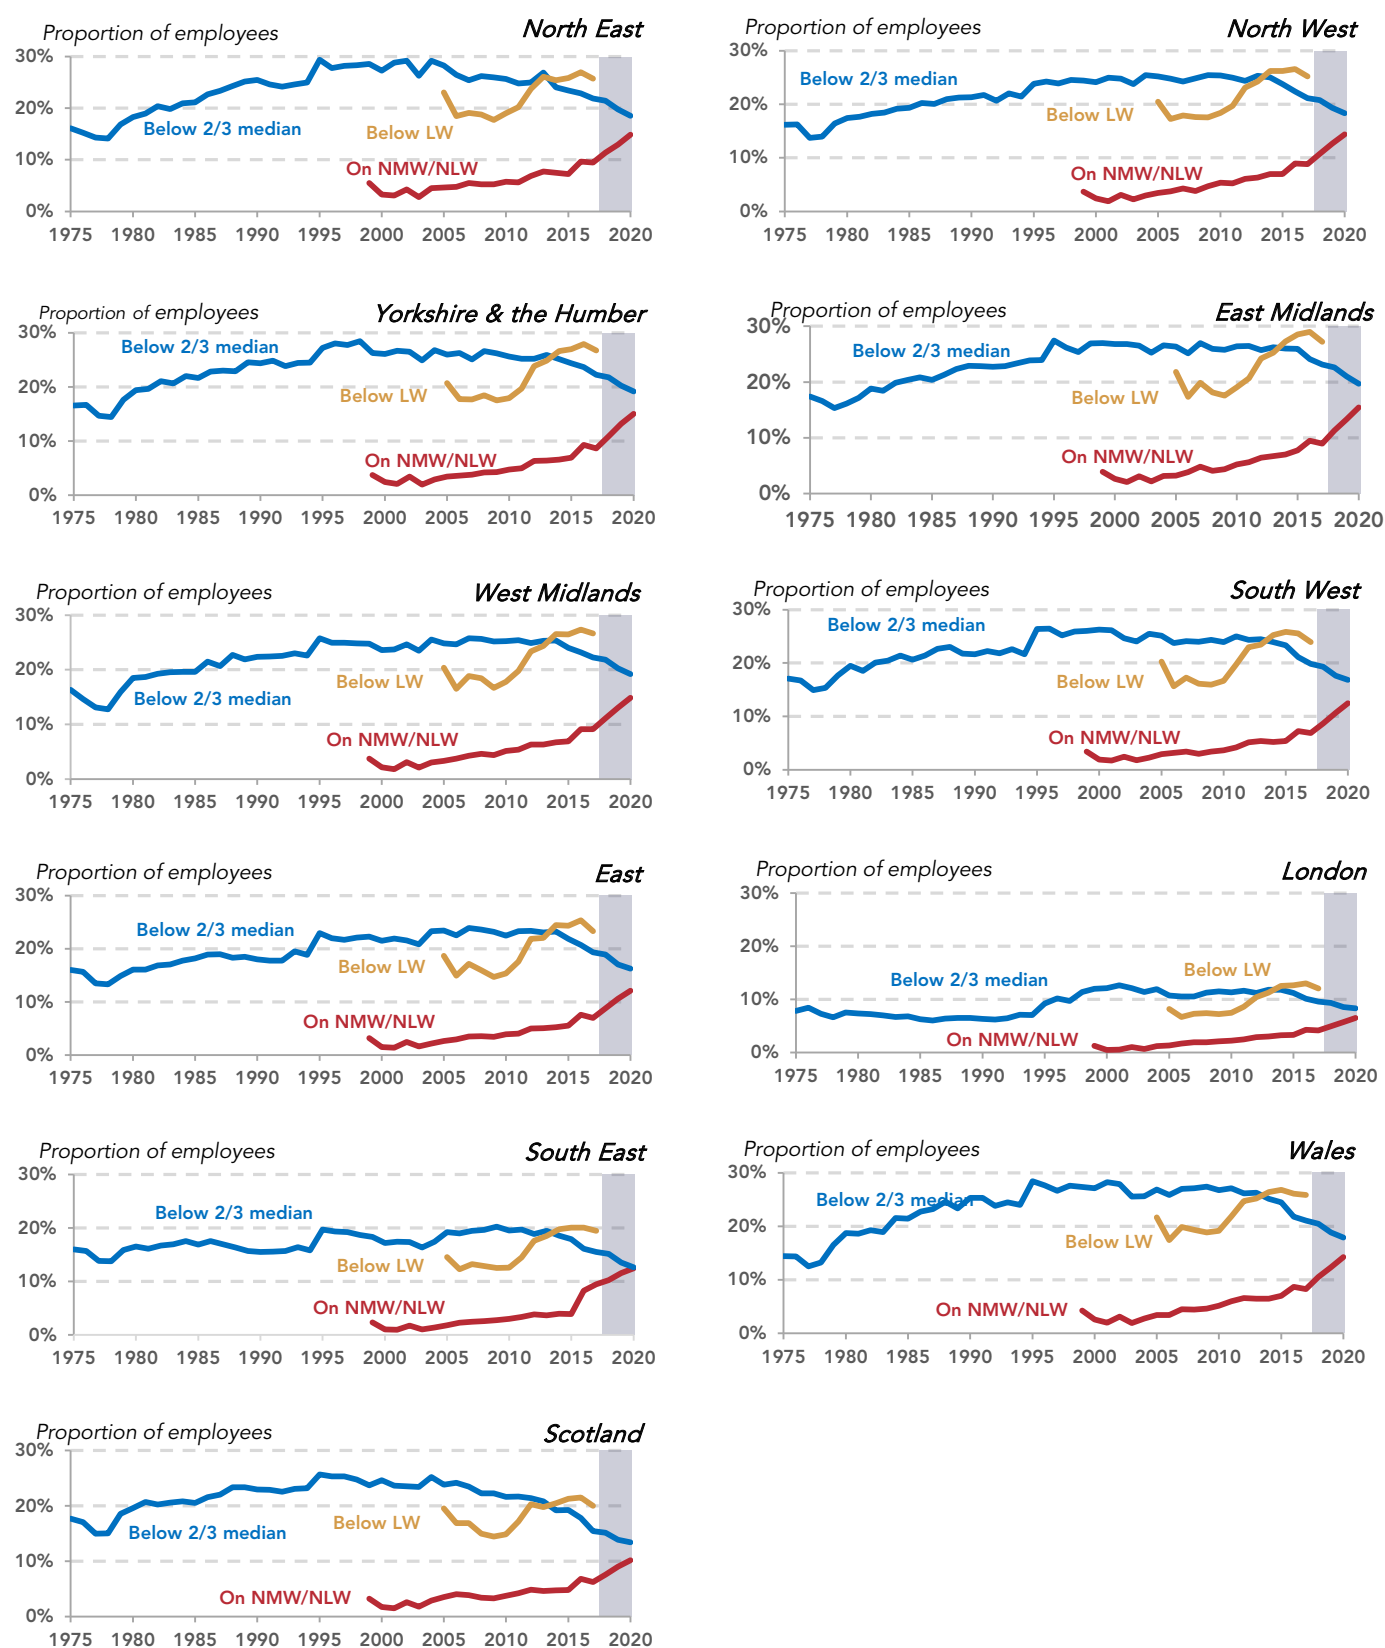 Proportion of employees
North East
30%
20%
10%
0%
Below 2/3 median
Below LW
On NMW/NLW
1975 1980 1985 1990 1995 2000 2005 2010 2015 2020
Proportion of employees
North West
30%
20%
10%
0%
Below 2/3 median
Below LW
On NMW/NLW
1975 1980 1985 1990 1995 2000 2005 2010 2015 2020
Proportion of employees
Yorkshire & the Humber
30%
20%
10%
0%
Below 2/3 median
Below LW
On NMW/NLW
1975 1980 1985 1990 1995 2000 2005 2010 2015 2020
Proportion of employees
East Midlands
30%
20%
10%
0%
Below 2/3 median
Below LW
On NMW/NLW
1975 1980 1985 1990 1995 2000 2005 2010 2015 2020
Proportion of employees
West Midlands
30%
20%
10%
0%
Below 2/3 median
Below LW
On NMW/NLW
1975 1980 1985 1990 1995 2000 2005 2010 2015 2020
Proportion of employees
South West
30%
20%
10%
0%
Below 2/3 median
Below LW
On NMW/NLW
1975 1980 1985 1990 1995 2000 2005 2010 2015 2020
Proportion of employees
East
30%
20%
10%
0%
Below 2/3 median
Below LW
On NMW/NLW
1975 1980 1985 1990 1995 2000 2005 2010 2015 2020
Proportion of employees
London
30%
20%
10%
0%
Below 2/3 median
Below LW
On NMW/NLW
1975 1980 1985 1990 1995 2000 2005 2010 2015 2020
Proportion of employees
South East
30%
20%
10%
0%
Below 2/3 median
Below LW
On NMW/NLW
1975 1980 1985 1990 1995 2000 2005 2010 2015 2020
Proportion of employees
Wales
30%
20%
10%
0%
Below 2/3 median
Below LW
On NMW/NLW
1975 1980 1985 1990 1995 2000 2005 2010 2015 2020
Proportion of employees
Scotland
30%
20%
10%
0%
Below 2/3 median
Below LW
On NMW/NLW
1975 1980 1985 1990 1995 2000 2005 2010 2015 2020